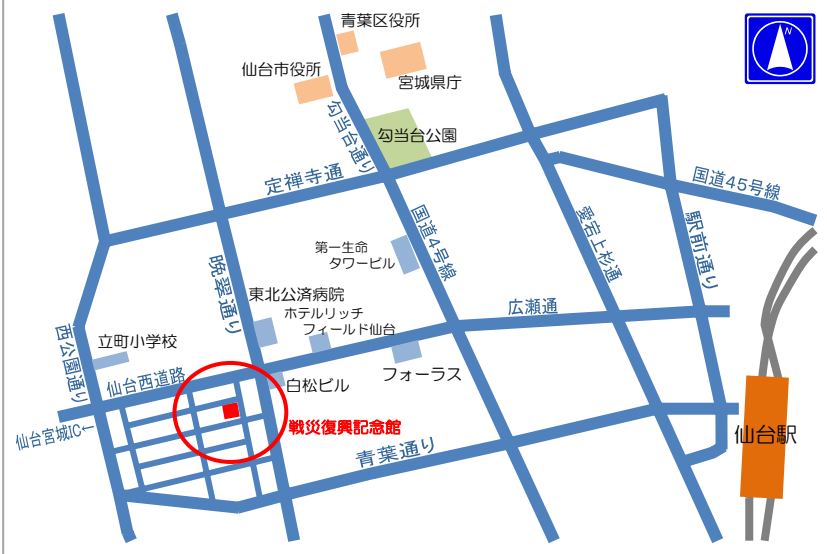 青葉区役所
N
仙台市役所
宮城県庁
勾当台通り
勾当台公園
定禅寺通
国道45号線
愛宕上杉通
駅前通り
国道4号線
第一生命
タワービル
晩翠通り
東北公済病院
ホテルリッチ
フィールド仙台
広瀬通
西公園通り
立町小学校
仙台西道路
白松ビル
フォーラス
仙台宮城IC←
戦災復興記念館
青葉通り
仙台駅